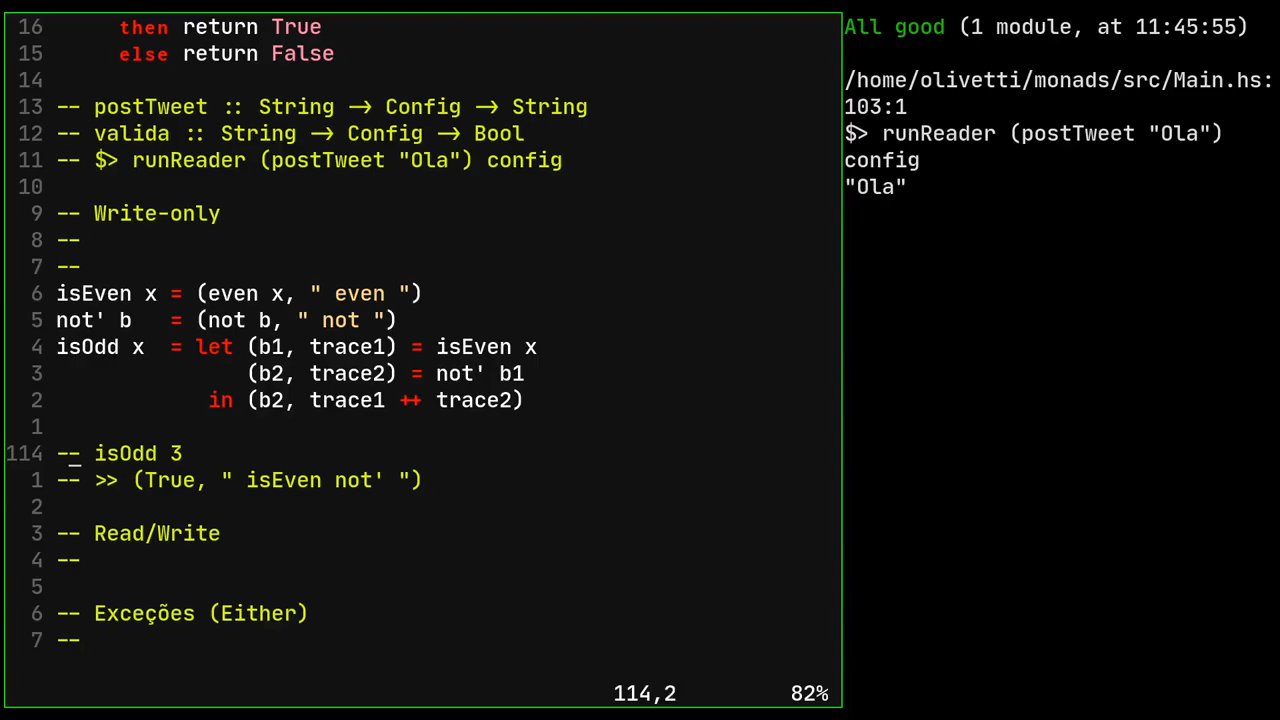 16      then return True
15      else return False
14
13 -- postTweet :: String -> Config -> String
12 -- valida :: String -> Config -> Bool
11 -- $> runReader (postTweet "Ola") config
10
9 -- Write-only
8 --
7 --
6 isEven x = (even x, " even ")
5 not' b   = (not b, " not ")
4 isOdd x  = let (b1, trace1) = isEven x
3                (b2, trace2) = not' b1
2             in (b2, trace1 ++ trace2)
1
114 -- isOdd 3
1 -- >> (True, " isEven not' ")
2
3 -- Read/Write
4 --
5
6 -- Exceções (Either)
7 --
114,2 82%
All good (1 module, at 11:45:55)
/home/olivetti/monads/src/Main.hs:
103:1
$> runReader (postTweet "Ola")
config
"Ola"